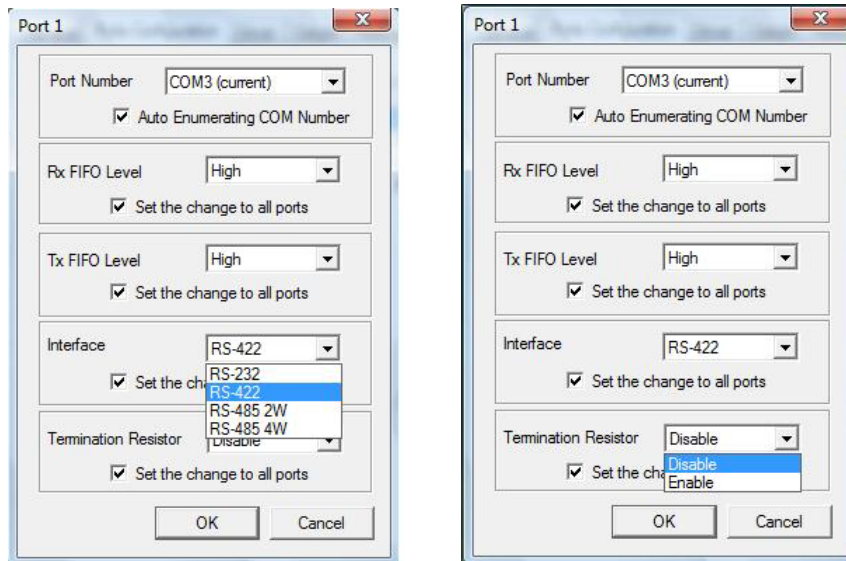 Port 1
Port Number COM3 (current)
Auto Enumerating COM Number
Rx FIFO Level High
Set the change to all ports
Tx FIFO Level High
Set the change to all ports
Interface RS-422
RS-232
Set the
RS-422
RS-485 2W
RS-485 4W
Termination Resistor Disable
Set the change to all ports
OK Cancel
Port 1
Port Number COM3 (current)
Auto Enumerating COM Number
Rx FIFO Level High
Set the change to all ports
Tx FIFO Level High
Set the change to all ports
Interface RS-422
Set the change to all ports
Termination Resistor Disable
Disable
Set the
Enable
OK Cancel